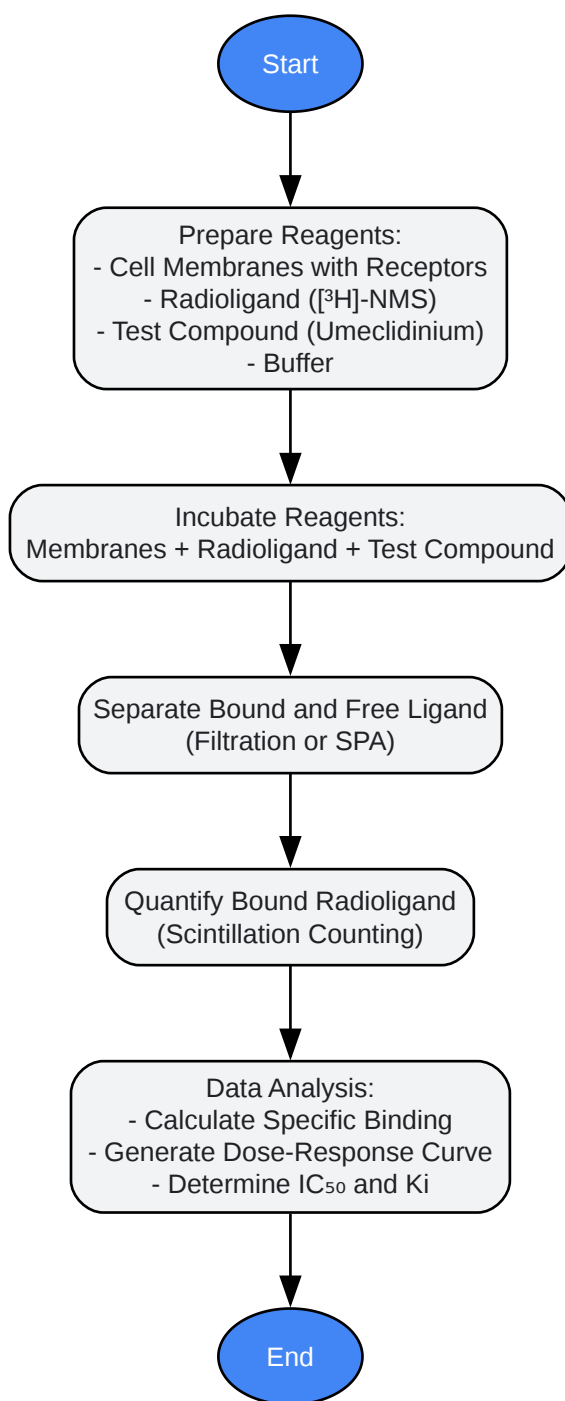 Start
Prepare Reagents:
- Cell Membranes with Receptors
- Radioligand ([³H]-NMS)
- Test Compound (Umeclidinium)
- Buffer
Incubate Reagents:
Membranes + Radioligand + Test Compound
Separate Bound and Free Ligand
(Filtration or SPA)
Quantify Bound Radioligand
(Scintillation Counting)
Data Analysis:
- Calculate Specific Binding
- Generate Dose-Response Curve
- Determine IC₅₀ and Ki
End